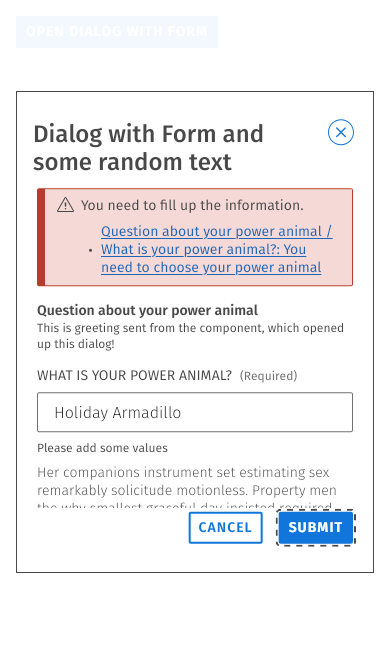 OPEN DIALOG WITH FORM
Dialog with Form and
some random text
You need to fill up the information.
• Question about your power animal /
What is your power animal?: You
need to choose your power animal
Question about your power animal
This is greeting sent from the component, which opened
up this dialog!
WHAT IS YOUR POWER ANIMAL? (Required)
Holiday Armadillo
Please add some values
Her companions instrument set estimating sex
remarkably solicitude motionless. Property men
the why smallest graceful day insisted required
CANCEL SUBMIT